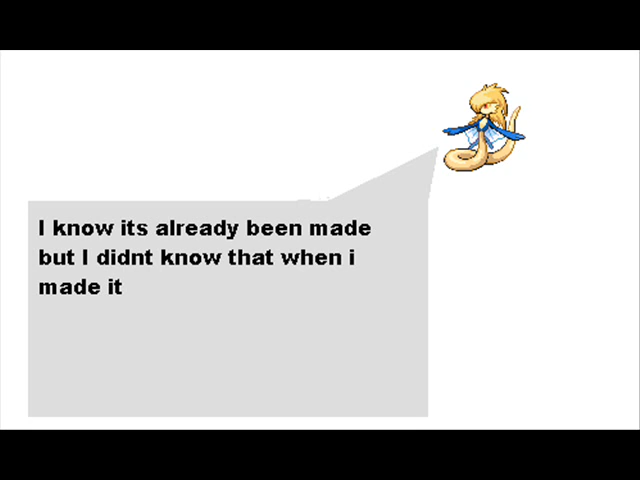 I know its already been made
but I didnt know that when i
made it